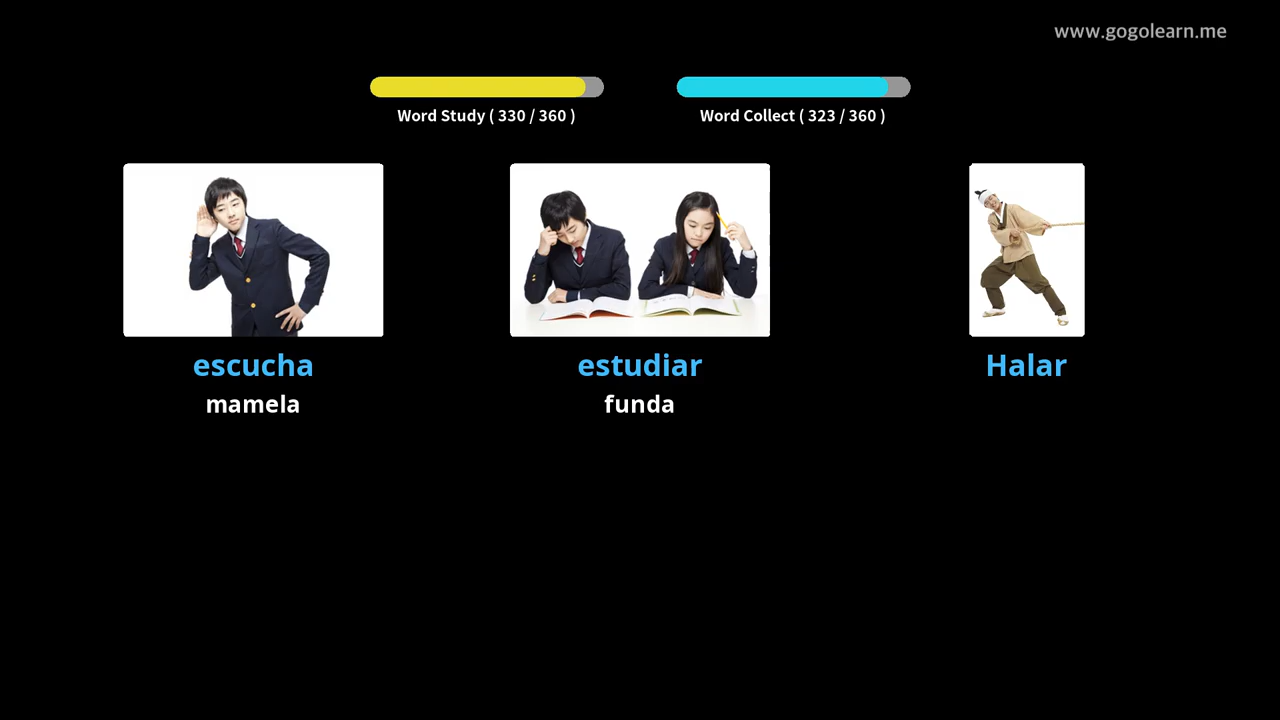 www.gogolearn.me
Word Study ( 330 / 360 )
Word Collect ( 323 / 360 )
escucha
mamela
estudiar
funda
Halar